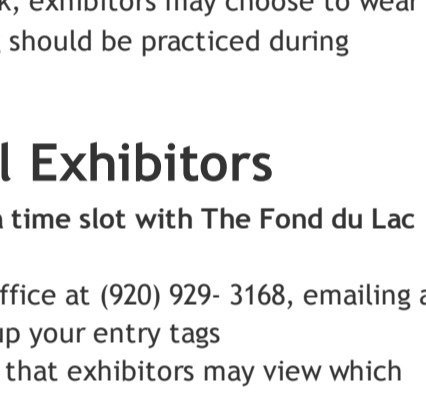 exhibitors may choose to wear
should be practiced during
Exhibitors
time slot with The Fond du Lac
office at (920) 929- 3168, emailing
up your entry tags
that exhibitors may view which